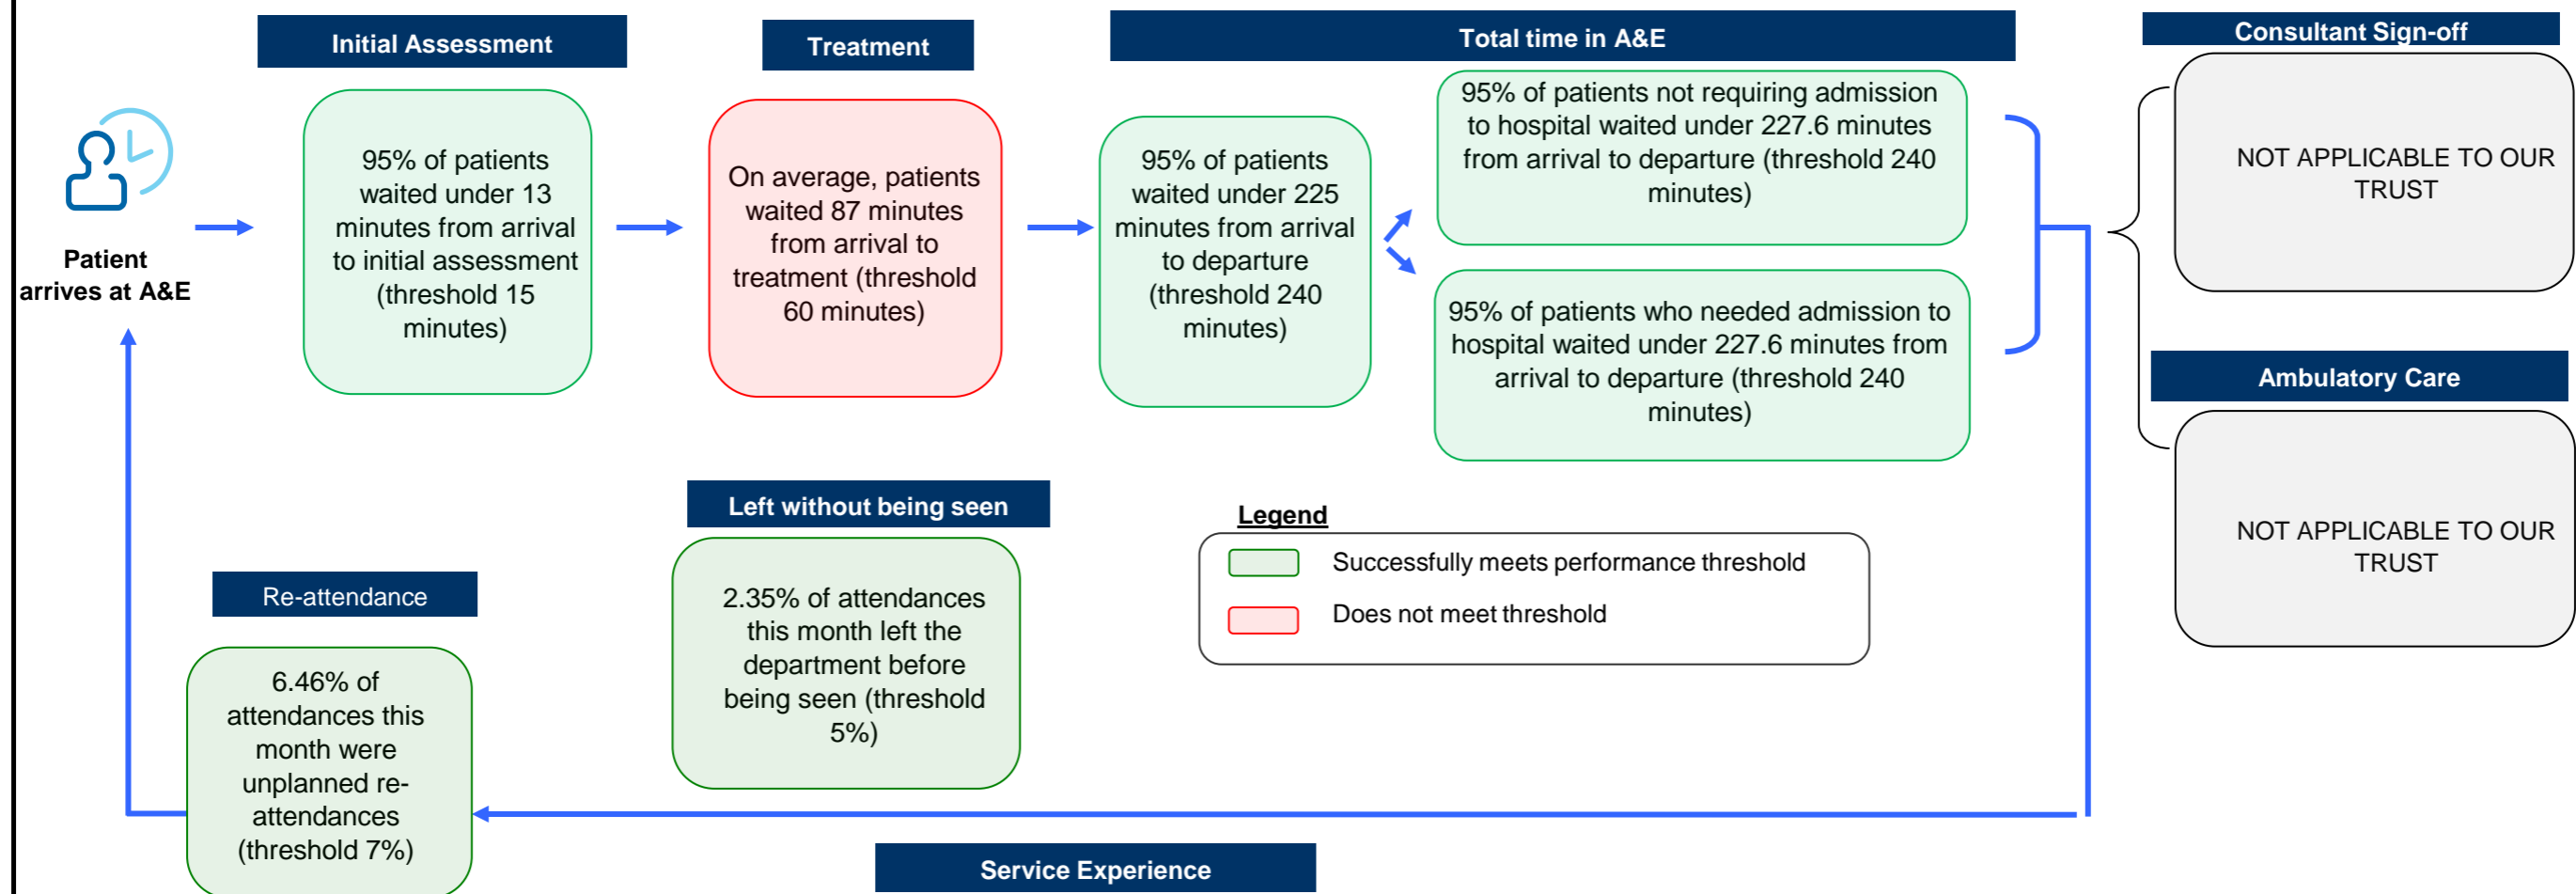 Initial Assessment
Treatment
Total time in A&E
Consultant Sign-off
Patient
arrives at A&E
95% of patients
waited under 13
minutes from arrival
to initial assessment
(threshold 15
minutes)
On average, patients
waited 87 minutes
from arrival to
treatment (threshold
60 minutes)
95% of patients
waited under 225
minutes from arrival
to departure
(threshold 240
minutes)
95% of patients not requiring admission
to hospital waited under 227.6 minutes
from arrival to departure (threshold 240
minutes)
95% of patients who needed admission to
hospital waited under 227.6 minutes from
arrival to departure (threshold 240
minutes)
NOT APPLICABLE TO OUR
TRUST
Ambulatory Care
NOT APPLICABLE TO OUR
TRUST
Left without being seen
2.35% of attendances
this month left the
department before
being seen (threshold
5%)
Legend
Successfully meets performance threshold
Does not meet threshold
Re-attendance
6.46% of
attendances this
month were
unplanned re-
attendances
(threshold 7%)
Service Experience